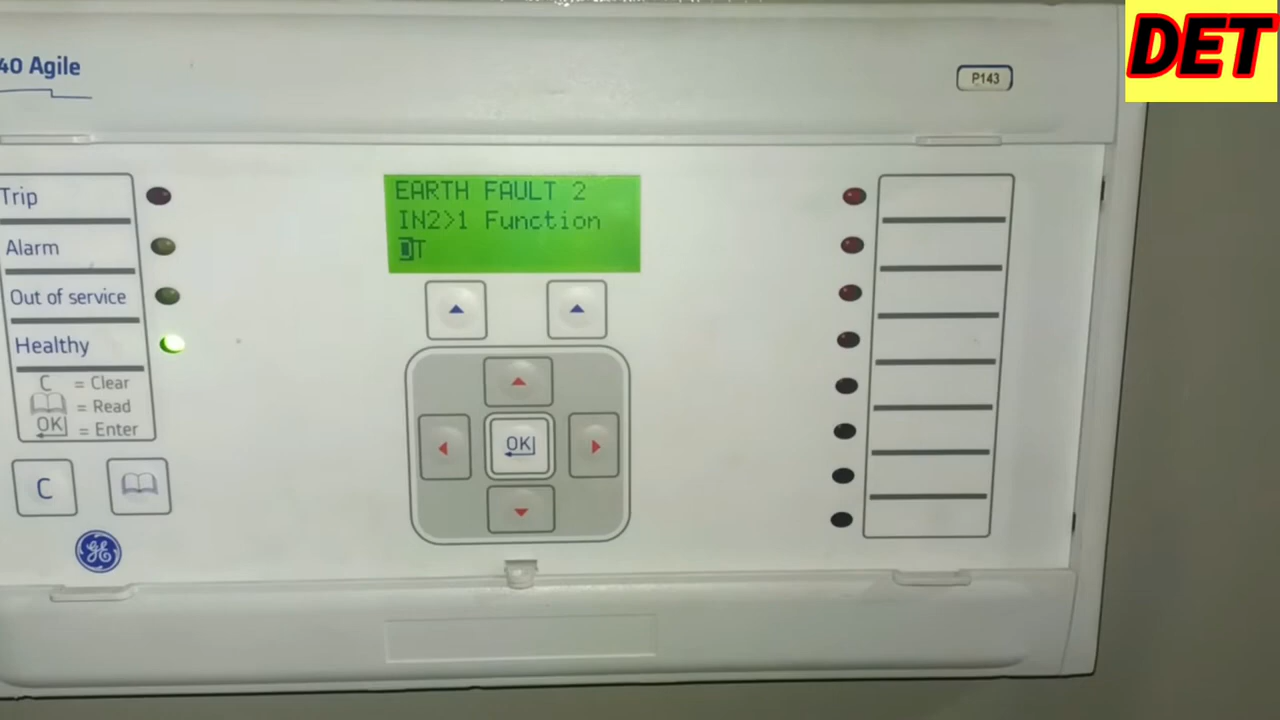 DET
40 Agile
P143
Trip
Alarm
Out of service
Healthy
C = Clear
= Read
OK = Enter
EARTH FAULT 2
IN2>1 Function
DT
OK
C
GE